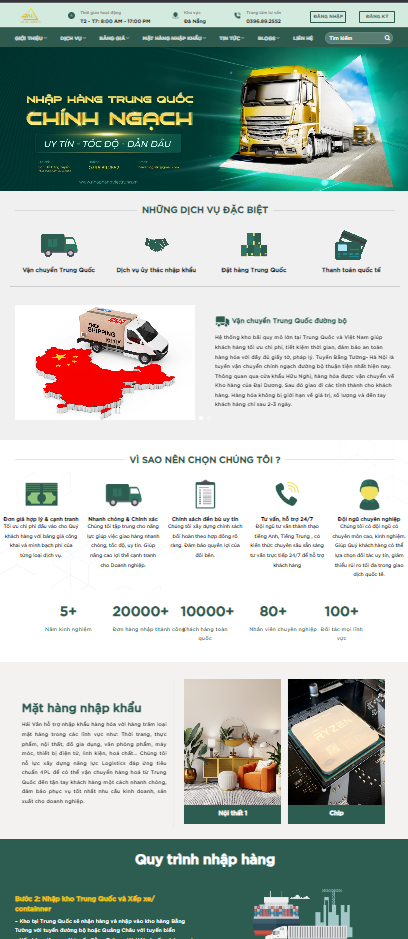 Thời gian hoạt động
T2 - T7: 8:00 AM - 17:00 PM
Khu vực
Đà Nẵng
Trung tâm tư vấn
0396.89.2552
ĐĂNG NHẬP
ĐĂNG KÝ
GIỚI THIỆU
DỊCH VỤ
BẢNG GIÁ
MẶT HÀNG NHẬP KHẨU
TIN TỨC
BLOGS
LIÊN HỆ
Tìm kiếm
NHẬP HÀNG TRUNG QUỐC
CHÍNH NGẠCH
UY TÍN - TỐC ĐỘ - DẪN ĐẦU
NHỮNG DỊCH VỤ ĐẶC BIỆT
Vận chuyển Trung Quốc
Dịch vụ ủy thác nhập khẩu
Đặt hàng Trung Quốc
Thanh toán quốc tế
SHIPPING
Vận chuyển Trung Quốc đường bộ
Hệ thống kho bãi quy mô lớn tại Trung Quốc và Việt Nam giúp
khách hàng tối ưu chi phí, tiết kiệm thời gian, đảm bảo an toàn
hàng hóa với đầy đủ giấy tờ, pháp lý. Tuyến Bằng Tường- Hà Nội là
tuyến vận chuyển chính ngạch đường bộ thuận tiện nhất hiện nay.
Thông quan qua cửa khẩu Hữu Nghị, hàng hóa được vận chuyển về
Kho hàng của Đại Dương. Sau đó giao đi các tỉnh thành cho khách
hàng. Hàng hóa không bị giới hạn về giá trị, số lượng và đến tay
khách hàng chỉ sau 2-3 ngày.
VÌ SAO NÊN CHỌN CHÚNG TÔI ?
Đơn giá hợp lý & cạnh tranh
Tối ưu chi phí đầu vào cho Quý
khách hàng với bảng giá công
khai và minh bạch phí của
từng loại dịch vụ.
Nhanh chóng & Chính xác
Chúng tôi tập trung cho năng
lực giúp việc giao hàng nhanh
chóng, tốc độ, uy tín. Giúp
nâng cao lợi thế cạnh tranh
cho Doanh nghiệp.
Chính sách đền bù uy tín
Chúng tôi xây dựng chính sách
bồi hoàn theo hợp đồng rõ
ràng. Đảm bảo quyền lợi của
đôi bên.
Tư vấn, hỗ trợ 24/7
Đội ngũ tư vấn thành thạo
tiếng Anh, Tiếng Trung , có
kiến thức chuyên sâu sẵn sàng
tư vấn trực tiếp 24/7 để hỗ trợ
khách hàng
Đội ngũ chuyên nghiệp
Chúng tôi có đội ngũ có
chuyên môn cao, kinh nghiệm.
Giúp Quý khách hàng có thể
lựa chọn đối tác uy tín, giảm
thiểu rủi ro tối đa trong giao
dịch quốc tế.
5+
Năm kinh nghiệm
20000+
Đơn hàng nhập thành công
10000+
Khách hàng toàn
quốc
80+
Nhân viên chuyên nghiệp
100+
Đối tác mọi lĩnh
vực
Mặt hàng nhập khẩu
Hải Vân hỗ trợ nhập khẩu hàng hóa với hàng trăm loại
mặt hàng trong các lĩnh vực như: Thời trang, thực
phẩm, nội thất, đồ gia dụng, văn phòng phẩm, máy
móc, thiết bị điện tử, linh kiện, hoá chất... Chúng tôi
nỗ lực xây dựng năng lực Logistics đáp ứng tiêu
chuẩn 4PL để có thể vận chuyển hàng hoá từ Trung
Quốc đến tận tay khách hàng một cách nhanh chóng,
đảm bảo phục vụ tốt nhất nhu cầu kinh doanh, sản
xuất cho doanh nghiệp.
RYZEN
Nội thất 1
Chip
Quy trình nhập hàng
Bước 2: Nhập kho Trung Quốc và Xếp xe/
container
– Kho tại Trung Quốc sẽ nhận hàng và nhập vào kho hàng Bằng
Tường với tuyến đường bộ hoặc Quảng Châu với tuyến biển